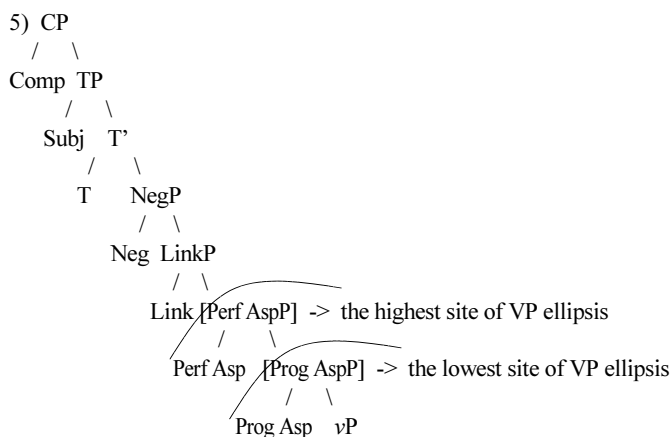 5) CP
Comp TP
Subj T’
T NegP
Neg LinkP
Link [Perf AspP] -> the highest site of VP ellipsis
Perf Asp [Prog AspP] -> the lowest site of VP ellipsis
Prog Asp vP